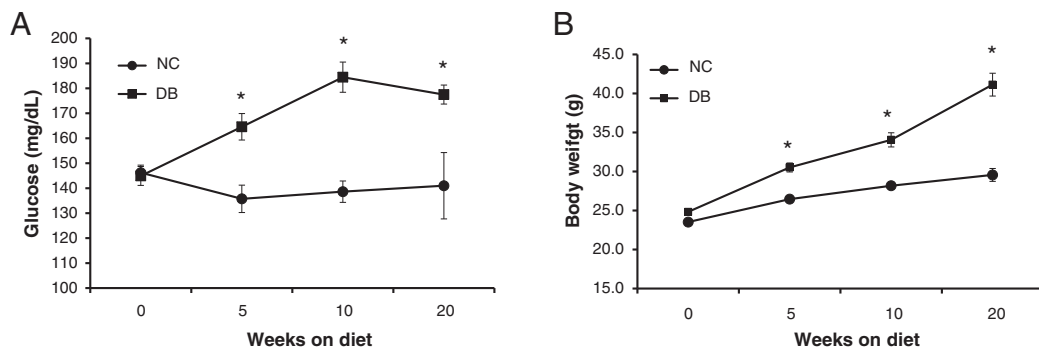 A
200
190
180
170
160
150
140
130
120
110
100
Glucose (mg/dL)
NC
DB
*
*
*
0 5 10 20
Weeks on diet
B
45.0
40.0
35.0
30.0
25.0
20.0
15.0
Body weifgt (g)
NC
DB
*
*
*
0 5 10 20
Weeks on diet